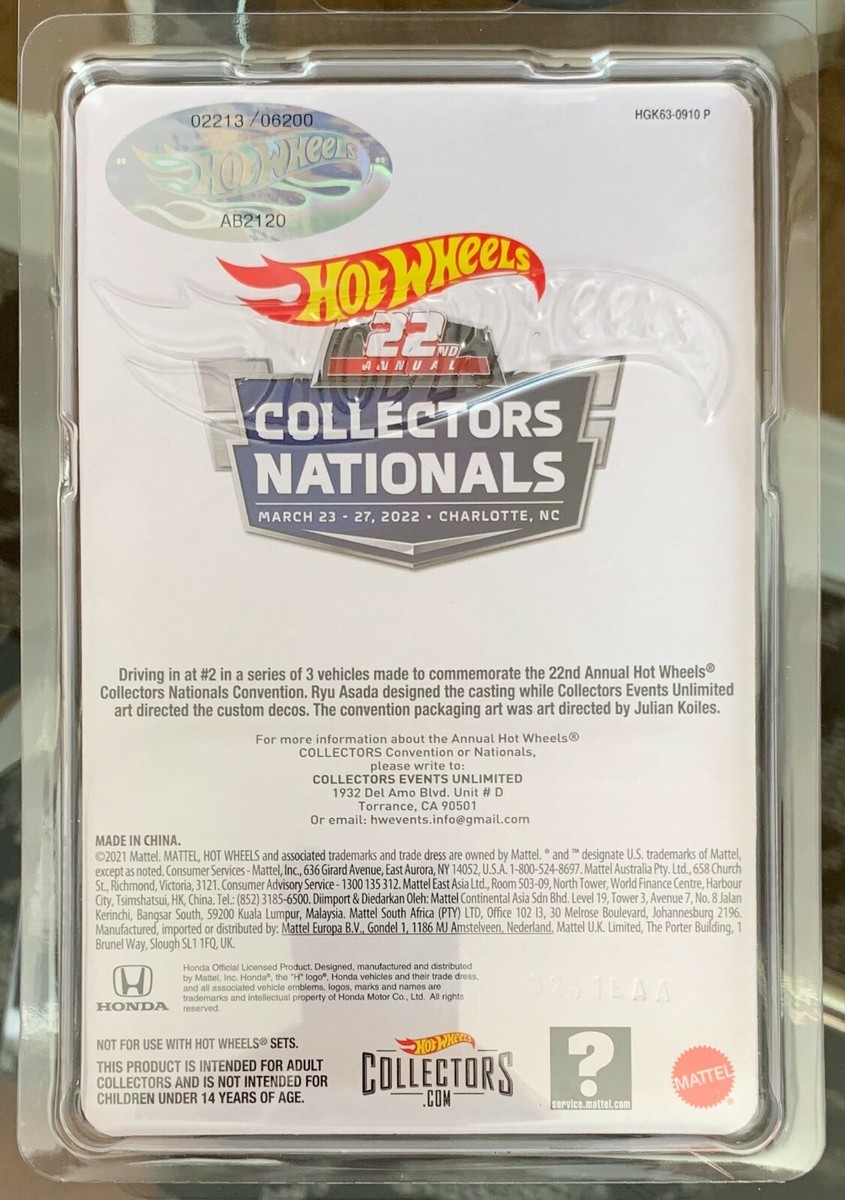 02213 /06200
HOT WHEELS
AB2120
HGK63-0910 P
HOT WHEELS
22ND
ANNUAL
COLLECTORS
NATIONALS
MARCH 23 - 27, 2022 • CHARLOTTE, NC
Driving in at #2 in a series of 3 vehicles made to commemorate the 22nd Annual Hot Wheels®
Collectors Nationals Convention. Ryu Asada designed the casting while Collectors Events Unlimited
art directed the custom decos. The convention packaging art was art directed by Julian Koiles.
For more information about the Annual Hot Wheels®
COLLECTORS Convention or Nationals,
please write to:
COLLECTORS EVENTS UNLIMITED
1932 Del Amo Blvd. Unit # D
Torrance, CA 90501
Or email: hwevents.info@gmail.com
MADE IN CHINA.
©2021 Mattel. MATTEL, HOT WHEELS and associated trademarks and trade dress are owned by Mattel. ® and ™ designate U.S. trademarks of Mattel,
except as noted. Consumer Services - Mattel, Inc., 636 Girard Avenue, East Aurora, NY 14052, U.S.A. 1-800-524-8697. Mattel Australia Pty. Ltd., 658 Church
St., Richmond, Victoria, 3121. Consumer Advisory Service - 1300 135 312. Mattel East Asia Ltd., Room 503-09, North Tower, World Finance Centre, Harbour
City, Tsimshatsui, HK, China. Tel.: (852) 3185-6500. Diimport & Diedarkan Oleh: Mattel Continental Asia Sdn Bhd. Level 19, Tower 3, Avenue 7, No. 8 Jalan
Kerinchi, Bangsar South, 59200 Kuala Lumpur, Malaysia. Mattel South Africa (PTY) LTD, Office 102 I3, 30 Melrose Boulevard, Johannesburg 2196.
Manufactured, imported or distributed by: Mattel Europa B.V., Gondel 1, 1186 MJ Amstelveen, Nederland. Mattel U.K. Limited, The Porter Building, 1
Brunel Way, Slough SL1 1FQ, UK.
HONDA
Honda Official Licensed Product. Designed, manufactured and distributed
by Mattel, Inc. Honda®, the "H" logo®, Honda vehicles and their trade dress,
and all associated vehicle emblems, logos, marks and names are
trademarks and intellectual property of Honda Motor Co., Ltd. All rights
reserved.
NOT FOR USE WITH HOT WHEELS® SETS.
THIS PRODUCT IS INTENDED FOR ADULT
COLLECTORS AND IS NOT INTENDED FOR
CHILDREN UNDER 14 YEARS OF AGE.
HOT WHEELS
COLLECTORS
.COM
?
service.mattel.com
MATTEL